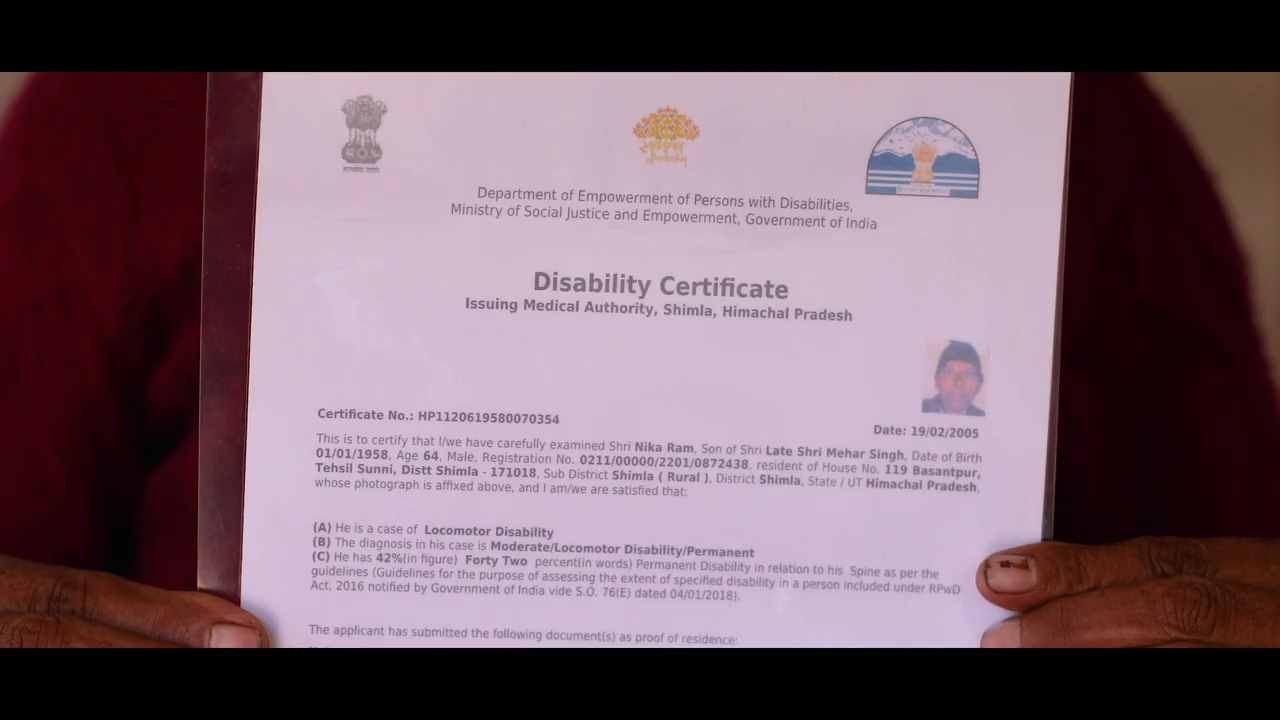 Department of Empowerment of Persons with Disabilities,
Ministry of Social Justice and Empowerment, Government of India
Disability Certificate
Issuing Medical Authority, Shimla, Himachal Pradesh
Certificate No.: HP1120619580070354
Date: 19/02/2005
This is to certify that I/we have carefully examined Shri Nika Ram, Son of Shri Late Shri Mehar Singh, Date of Birth
01/01/1958, Age 64, Male, Registration No. 0211/00000/2201/0872438, resident of House No. 119 Basantpur,
Tehsil Sunni, Distt Shimla - 171018, Sub District Shimla ( Rural ), District Shimla, State / UT Himachal Pradesh,
whose photograph is affixed above, and I am/we are satisfied that:
(A) He is a case of Locomotor Disability
(B) The diagnosis in his case is Moderate/Locomotor Disability/Permanent
(C) He has 42%(in figure) Forty Two percent(in words) Permanent Disability in relation to his Spine as per the
guidelines (Guidelines for the purpose of assessing the extent of specified disability in a person included under RPwD
Act, 2016 notified by Government of India vide S.O. 76(E) dated 04/01/2018).
The applicant has submitted the following document(s) as proof of residence: